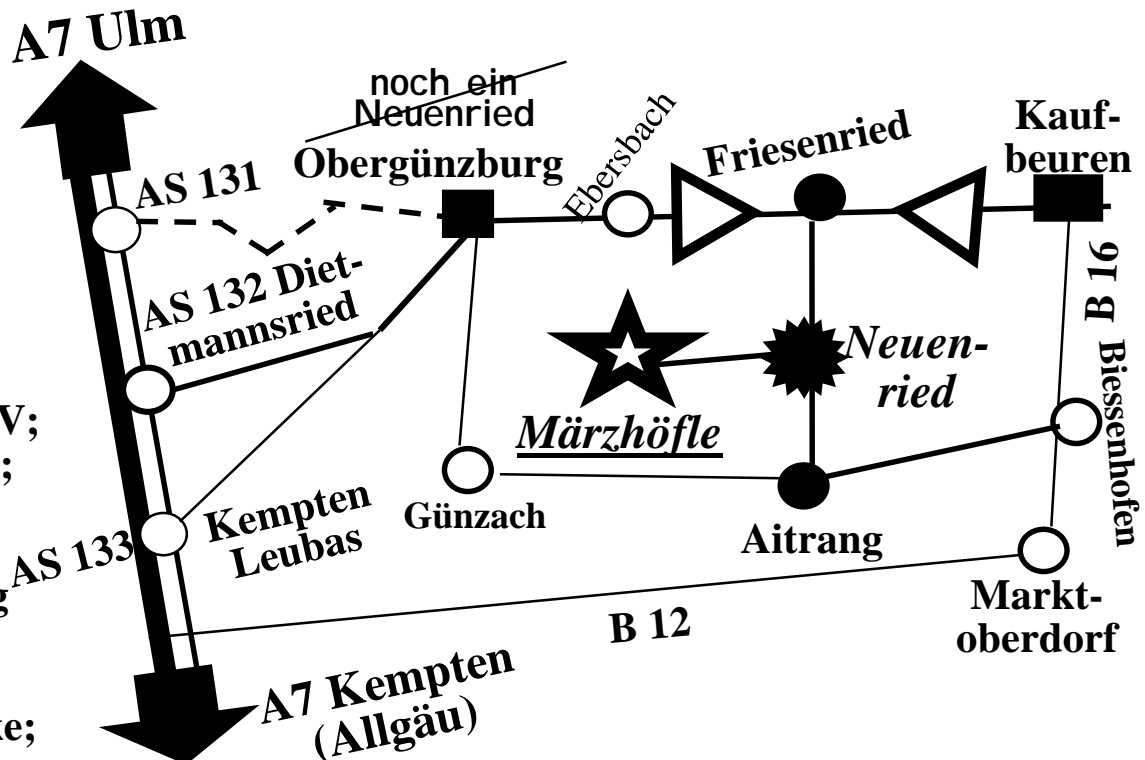 A7 Ulm
noch ein
Neuenried
Obergünzburg
Ebersbach
Friesenried
Kauf-
beuren
AS 131
AS 132 Diet-
mannsried
B 16
Biessenhofen
Neuen-
ried
Märzhöfle
V;
;
Kempten
Leubas
Günzach
Aitrang
AS 133
g
Markt-
oberdorf
B 12
A7 Kempten
(Allgäu)
ke;